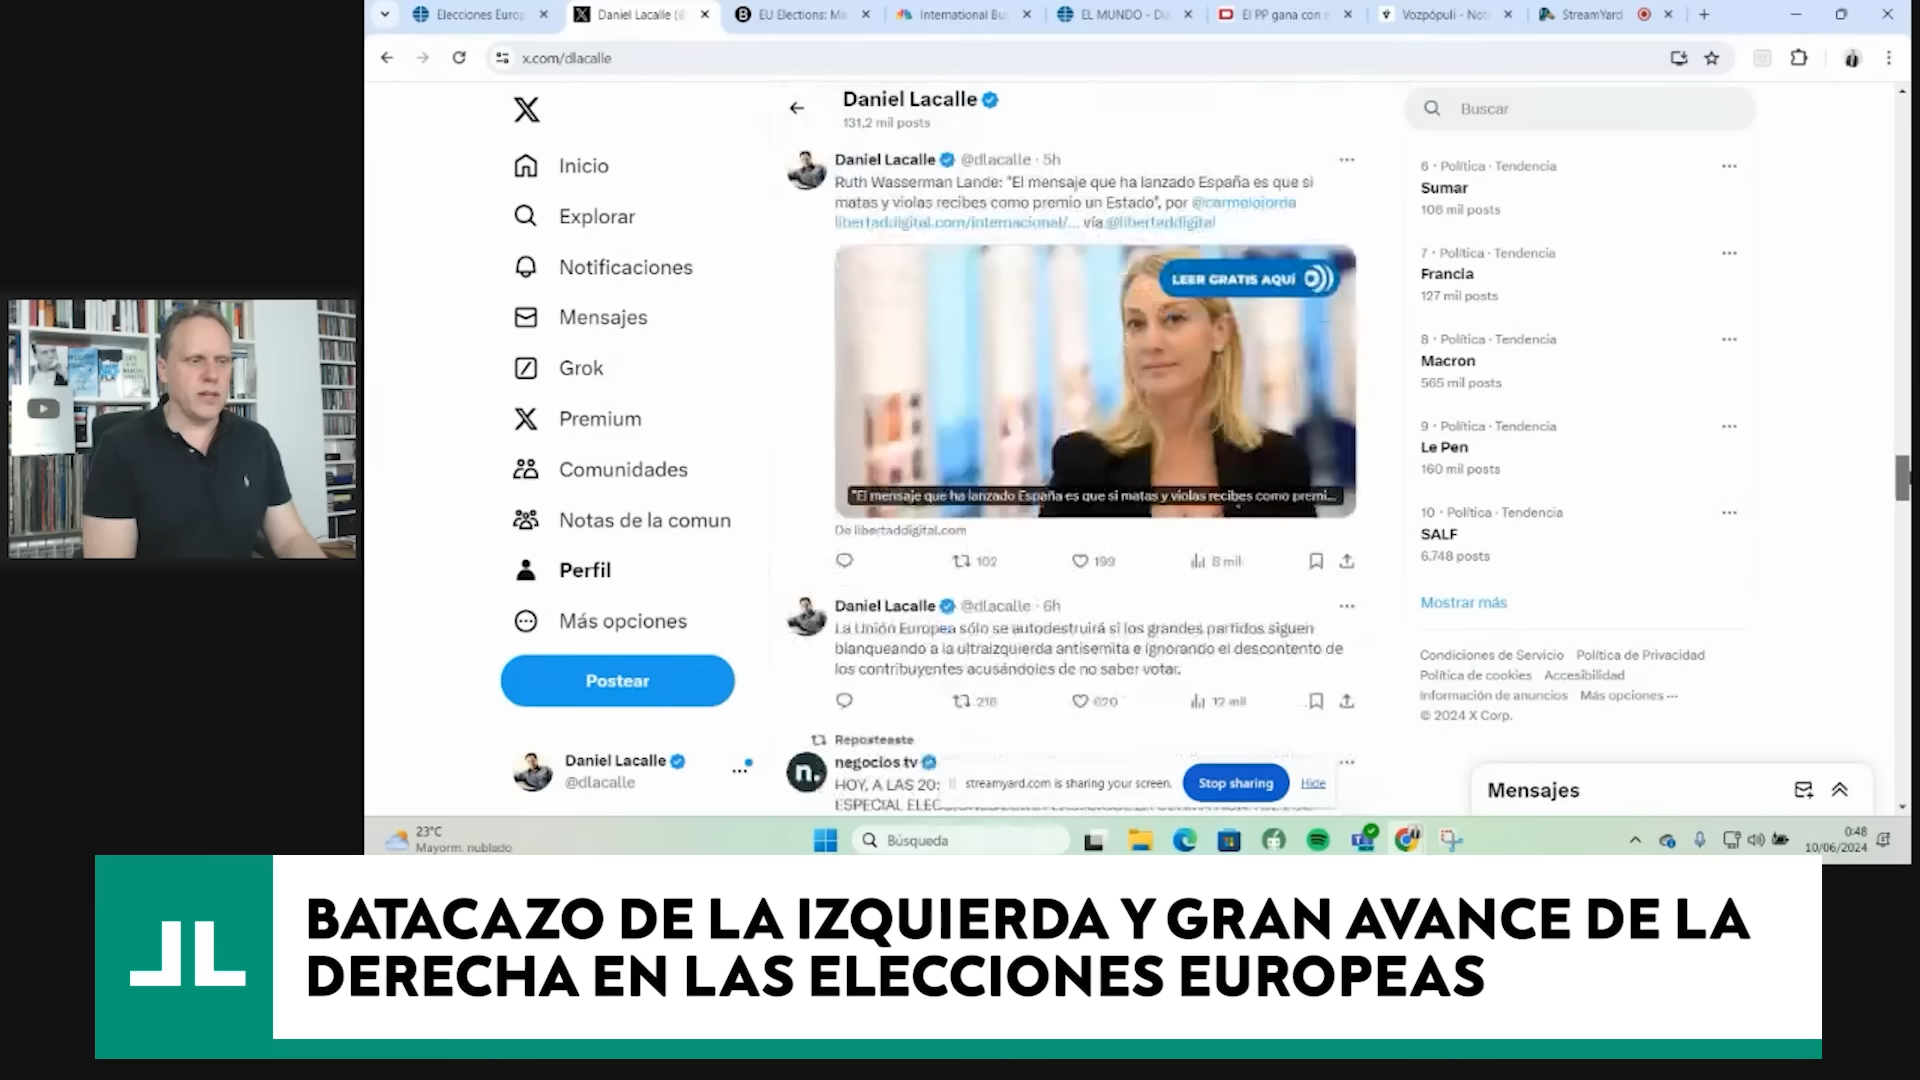 Elecciones Euro
Daniel Lacalle (@
EU Elections: Ma
International Bu
EL MUNDO - Dia
El PP gana con e
Vozpópuli - Not
StreamYard
x.com/dlacalle
Inicio
Explorar
Notificaciones
Mensajes
Grok
Premium
Comunidades
Notas de la comun
Perfil
Más opciones
Postear
Daniel Lacalle
@dlacalle
Daniel Lacalle
131,2 mil posts
Daniel Lacalle @dlacalle · 5h
Ruth Wasserman Lande: "El mensaje que ha lanzado España es que si
matas y violas recibes como premio un Estado", por @carmelojorda
libertaddigital.com/internacional/... vía @libertaddigital
LEER GRATIS AQUÍ
"El mensaje que ha lanzado España es que si matas y violas recibes como premi...
De libertaddigital.com
102
199
8 mil
Daniel Lacalle @dlacalle · 6h
La Unión Europea sólo se autodestruirá si los grandes partidos siguen
blanqueando a la ultraizquierda antisemita e ignorando el descontento de
los contribuyentes acusándoles de no saber votar.
216
620
12 mil
Reposteaste
negocios tv
HOY, A LAS 20:
streamyard.com is sharing your screen.
Stop sharing
Hide
Buscar
6 · Política · Tendencia
Sumar
106 mil posts
7 · Política · Tendencia
Francia
127 mil posts
8 · Política · Tendencia
Macron
565 mil posts
9 · Política · Tendencia
Le Pen
160 mil posts
10 · Política · Tendencia
SALF
6.748 posts
Mostrar más
Condiciones de Servicio Política de Privacidad
Política de cookies Accesibilidad
Información de anuncios Más opciones ···
© 2024 X Corp.
Mensajes
23°C
Mayorm. nublado
Búsqueda
0:48
10/06/2024
BATACAZO DE LA IZQUIERDA Y GRAN AVANCE DE LA
DERECHA EN LAS ELECCIONES EUROPEAS